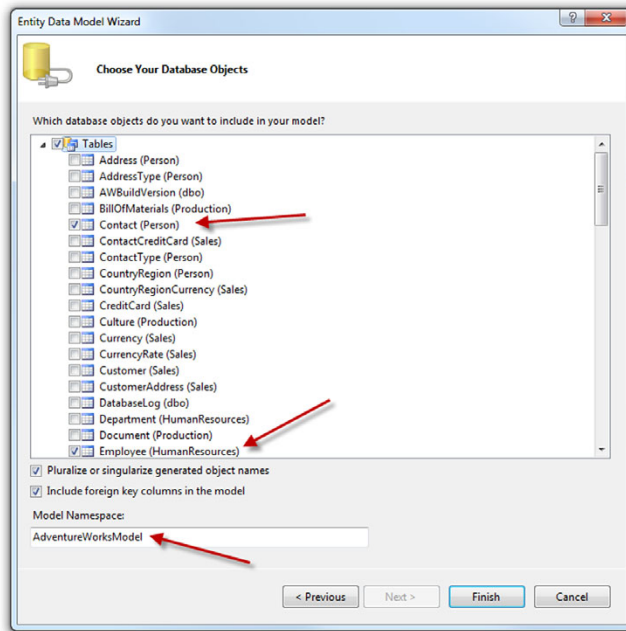 Entity Data Model Wizard
Choose Your Database Objects
Which database objects do you want to include in your model?
Tables
Address (Person)
AddressType (Person)
AWBuildVersion (dbo)
BillOfMaterials (Production)
Contact (Person)
ContactCreditCard (Sales)
ContactType (Person)
CountryRegion (Person)
CountryRegionCurrency (Sales)
CreditCard (Sales)
Culture (Production)
Currency (Sales)
CurrencyRate (Sales)
Customer (Sales)
CustomerAddress (Sales)
DatabaseLog (dbo)
Department (HumanResources)
Document (Production)
Employee (HumanResources)
Pluralize or singularize generated object names
Include foreign key columns in the model
Model Namespace:
AdventureWorksModel
< Previous Next > Finish Cancel